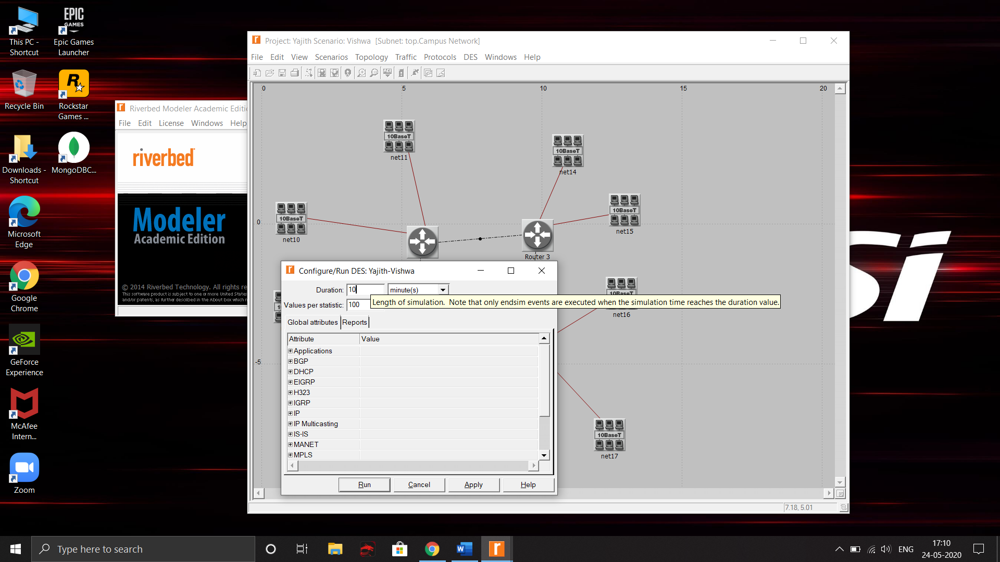 This PC -
Shortcut
EPIC
GAMES
Epic Games
Launcher
Recycle Bin
Rockstar
Games ...
Downloads -
Shortcut
MongoDBC...
Microsoft
Edge
Google
Chrome
GeForce
Experience
McAfee
Intern...
Zoom
Riverbed Modeler Academic Editi
File Edit License Windows Help
riverbed
Modeler
Academic Edition
© 2014 Riverbed Technology. All rights re
This software product is subject to one or more United States
and/or patents, as further described in the About box which
Project: Yajith Scenario: Vishwa [Subnet: top.Campus Network]
File Edit View Scenarios Topology Traffic Protocols DES Windows Help
0 5 10 15 20
0
-5
10BaseT
net11
10BaseT
net14
10BaseT
net10
10BaseT
net15
Router 3
net16
10BaseT
net17
Configure/Run DES: Yajith-Vishwa
Duration: 10 minute(s)
Length of simulation. Note that only endsim events are executed when the simulation time reaches the duration value.
Values per statistic: 100
Global attributes Reports
Attribute Value
Applications
BGP
DHCP
EIGRP
H323
IGRP
IP
IP Multicasting
IS-IS
MANET
MPLS
Run Cancel Apply Help
7.18, 5.01
Type here to search
ENG
17:10
24-05-2020